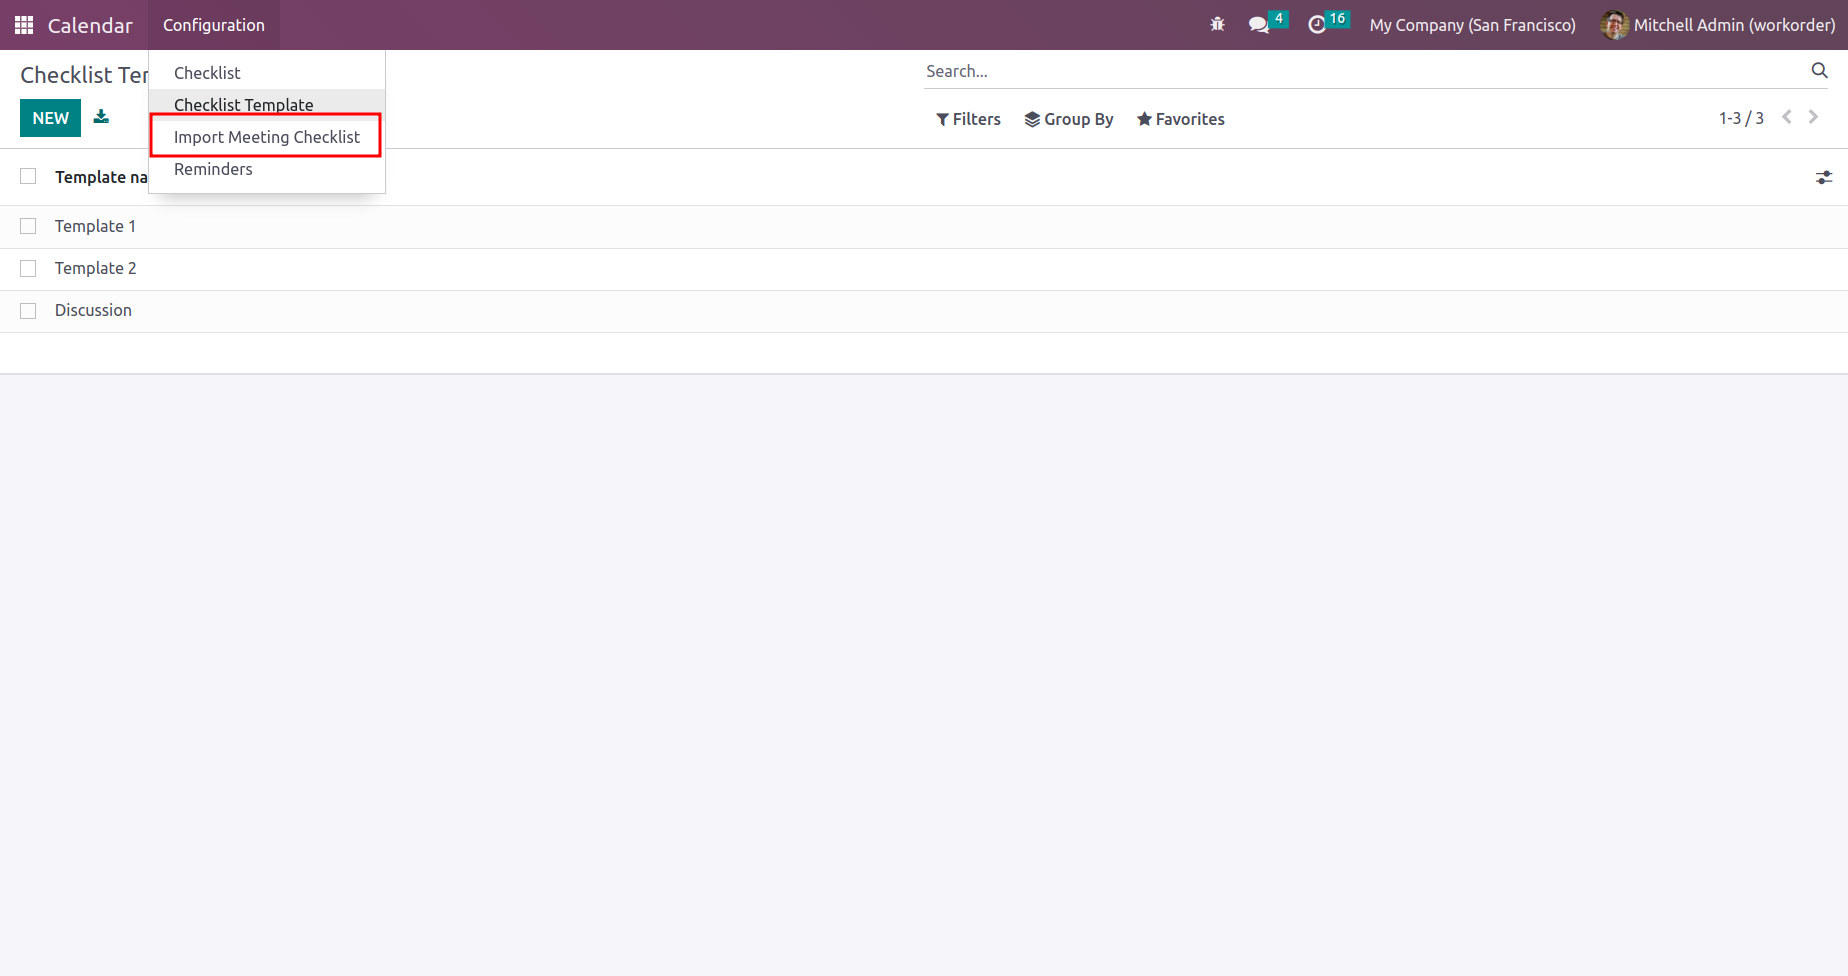 Calendar
Configuration
4
16
My Company (San Francisco)
Mitchell Admin (workorder)
Checklist Ter
Checklist
Checklist Template
Import Meeting Checklist
Reminders
Search...
NEW
Filters
Group By
Favorites
1-3 / 3
Template na
Template 1
Template 2
Discussion